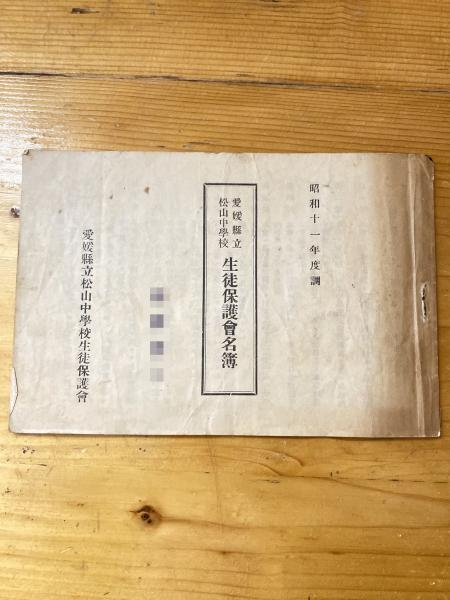 昭和十一年度調
愛媛縣立
松山中學校
生徒保護會名簿
愛媛縣立松山中學校生徒保護會